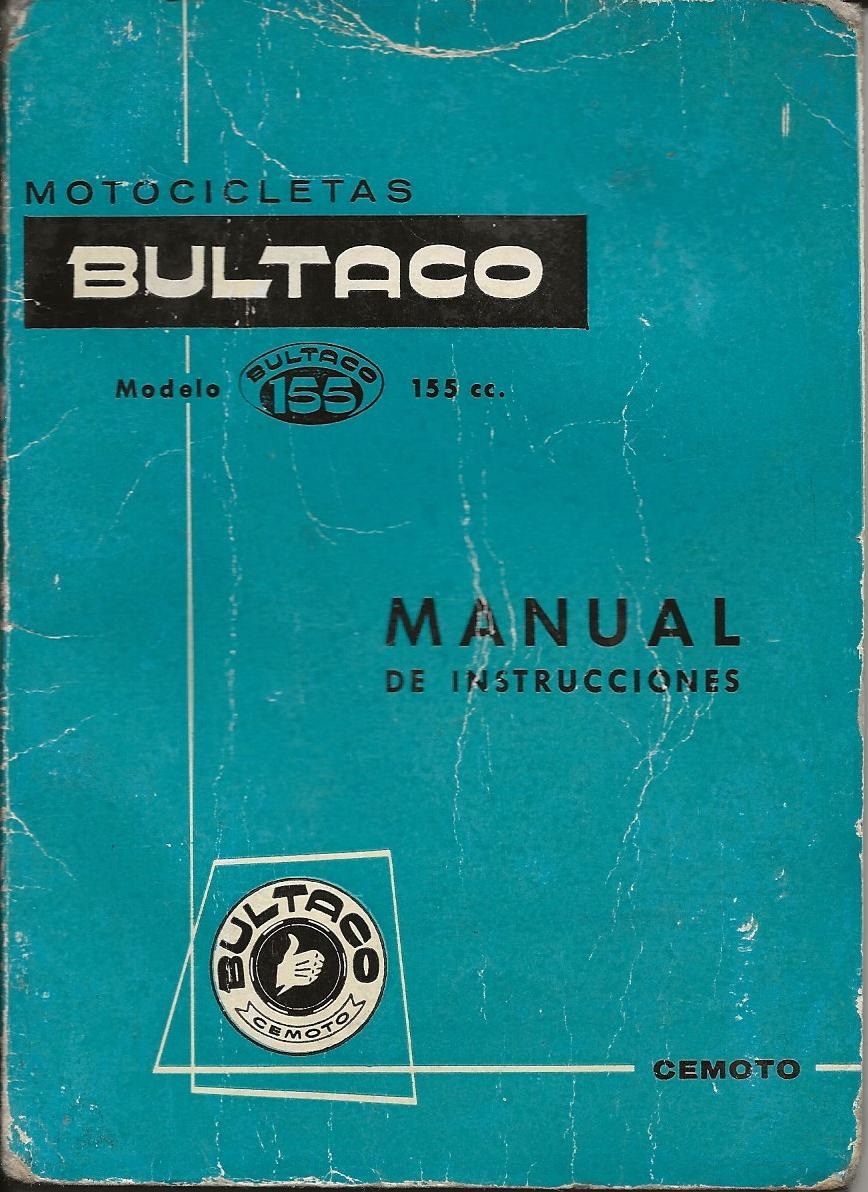 MOTOCICLETAS
BULTACO
Modelo BULTACO 155 155 cc.
MANUAL
DE INSTRUCCIONES
BULTACO
CEMOTO
CEMOTO